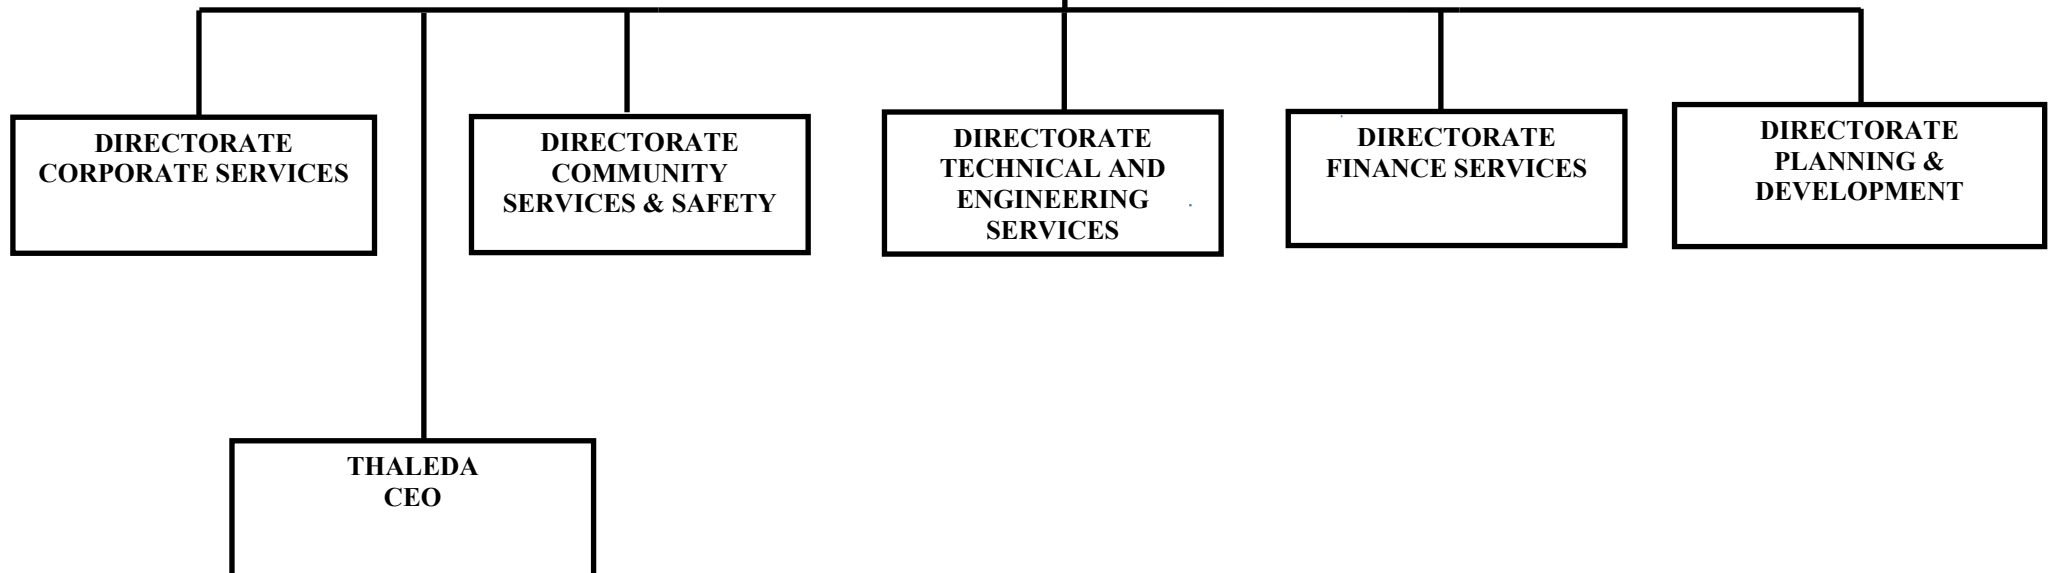 DIRECTORATE
CORPORATE SERVICES
DIRECTORATE
COMMUNITY
SERVICES & SAFETY
DIRECTORATE
TECHNICAL AND
ENGINEERING
SERVICES
DIRECTORATE
FINANCE SERVICES
DIRECTORATE
PLANNING &
DEVELOPMENT
THALEDA
CEO